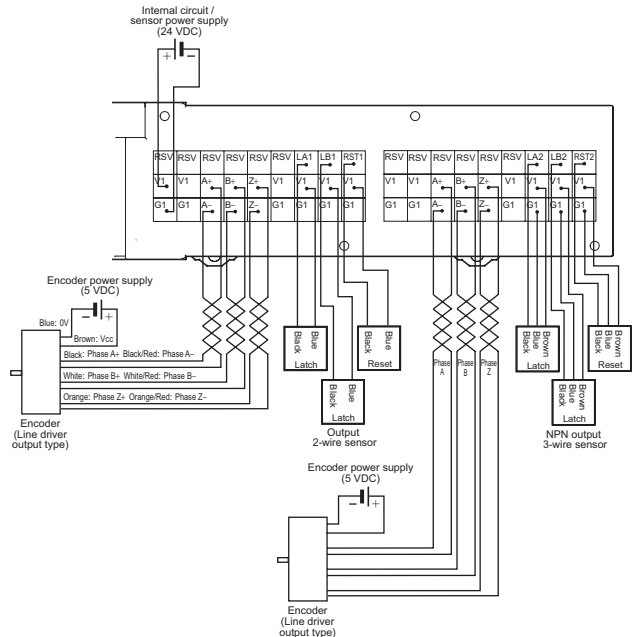 Internal circuit /
sensor power supply
(24 VDC)
+ −
RSV RSV RSV RSV RSV RSV LA1 LB1 RST1
V1 V1 A+ B+ Z+ V1 V1 V1 V1
G1 G1 A− B− Z− G1 G1 G1 G1
RSV RSV RSV RSV RSV RSV LA2 LB2 RST2
V1 V1 A+ B+ Z+ V1 V1 V1 V1
G1 G1 A− B− Z− G1 G1 G1 G1
Encoder power supply
(5 VDC)
− +
Blue: 0V
Brown: Vcc
Black: Phase A+ Black/Red: Phase A−
White: Phase B+ White/Red: Phase B−
Orange: Phase Z+ Orange/Red: Phase Z−
Encoder
(Line driver
output type)
Black Blue
Latch
Black Blue
Latch
Black Blue
Reset
Output
2-wire sensor
Phase A
Phase B
Phase Z
Black Blue Brown
Latch
Black Blue Brown
Latch
Black Blue Brown
Reset
NPN output
3-wire sensor
Encoder power supply
(5 VDC)
− +
Encoder
(Line driver
output type)